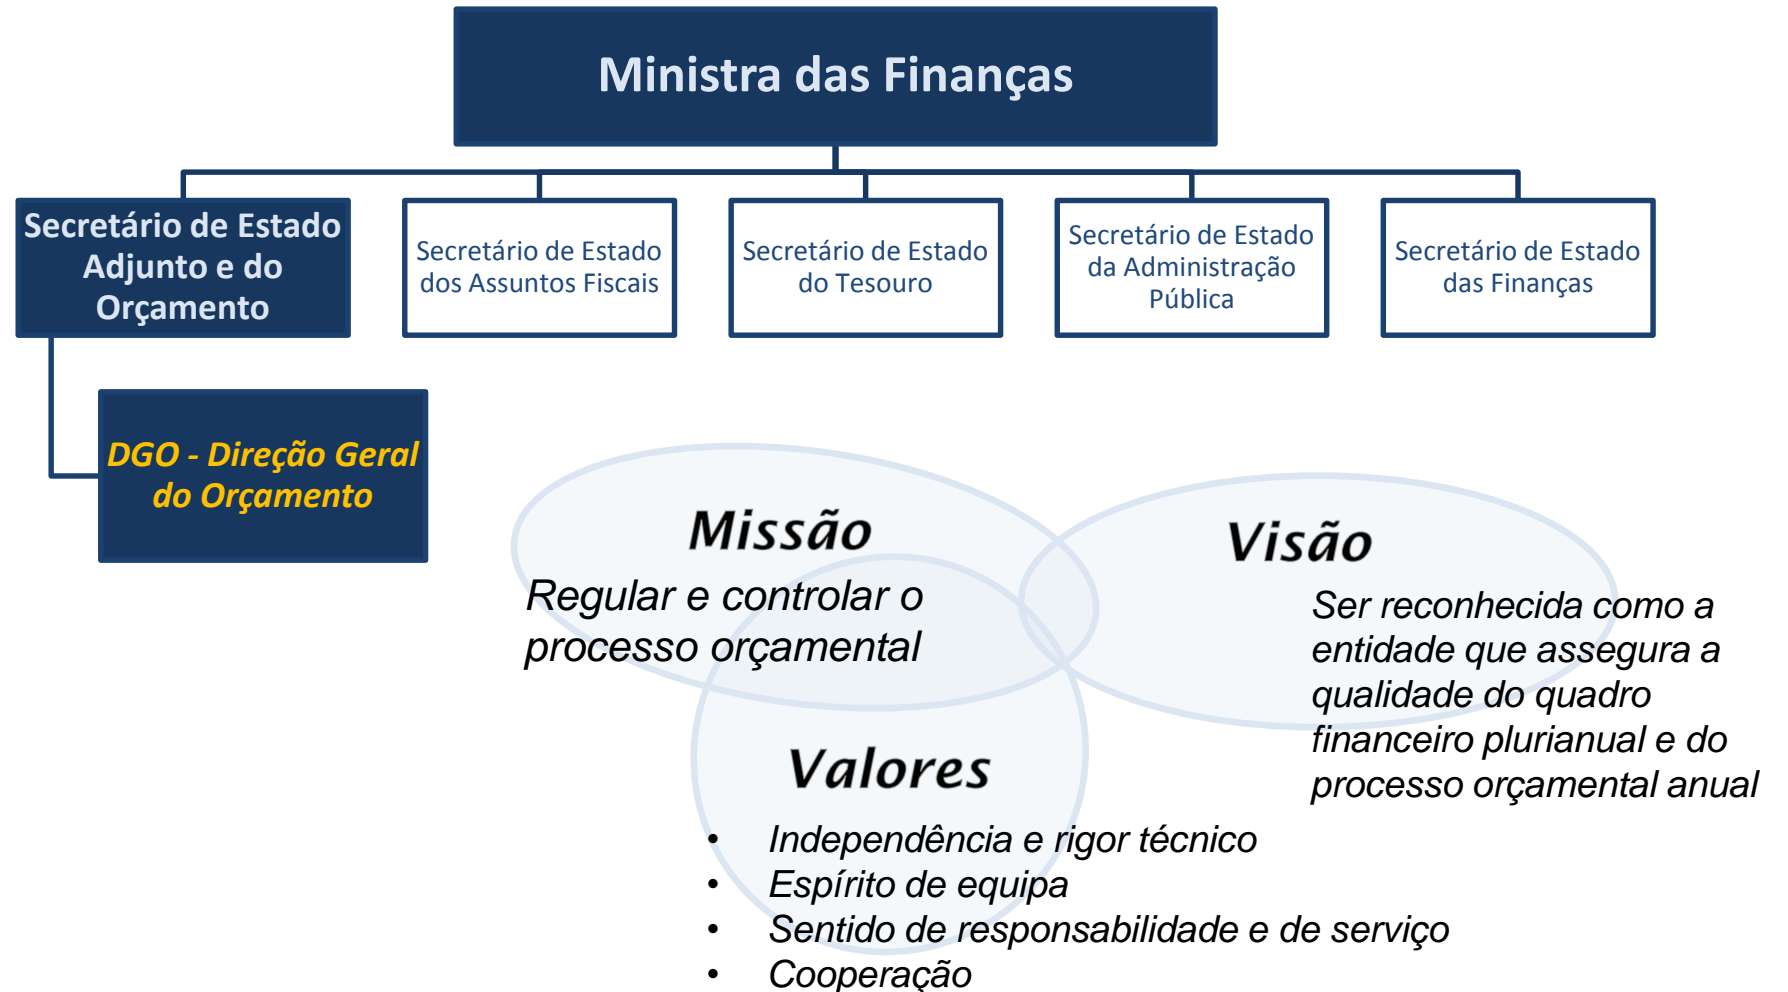 Ministra das Finanças
Secretário de Estado
Adjunto e do
Orçamento
Secretário de Estado
dos Assuntos Fiscais
Secretário de Estado
do Tesouro
Secretário de Estado
da Administração
Pública
Secretário de Estado
das Finanças
DGO - Direção Geral
do Orçamento
Missão
Regular e controlar o
processo orçamental
Visão
Ser reconhecida como a
entidade que assegura a
qualidade do quadro
financeiro plurianual e do
processo orçamental anual
Valores
• Independência e rigor técnico
• Espírito de equipa
• Sentido de responsabilidade e de serviço
• Cooperação